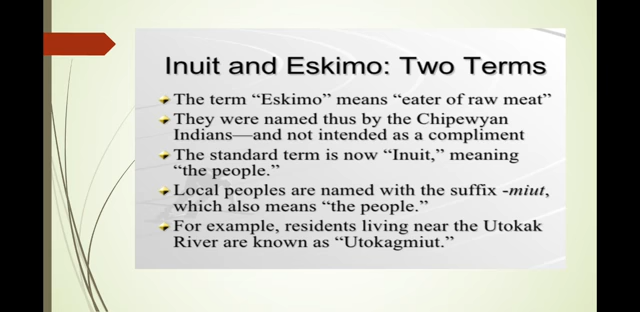 Inuit and Eskimo: Two Terms
The term “Eskimo” means “eater of raw meat”
They were named thus by the Chipewyan
Indians—and not intended as a compliment
The standard term is now “Inuit,” meaning
“the people.”
Local peoples are named with the suffix -miut,
which also means “the people.”
For example, residents living near the Utokak
River are known as “Utokagmiut.”